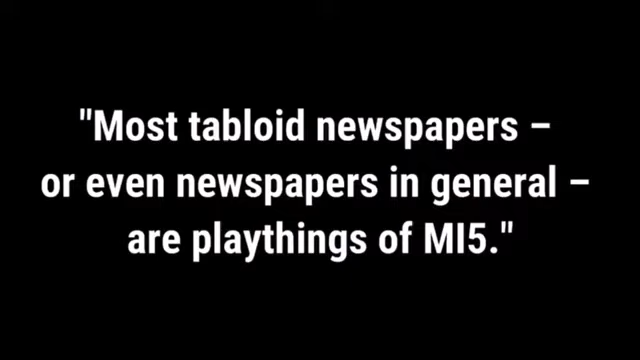 "Most tabloid newspapers –
or even newspapers in general –
are playthings of MI5."